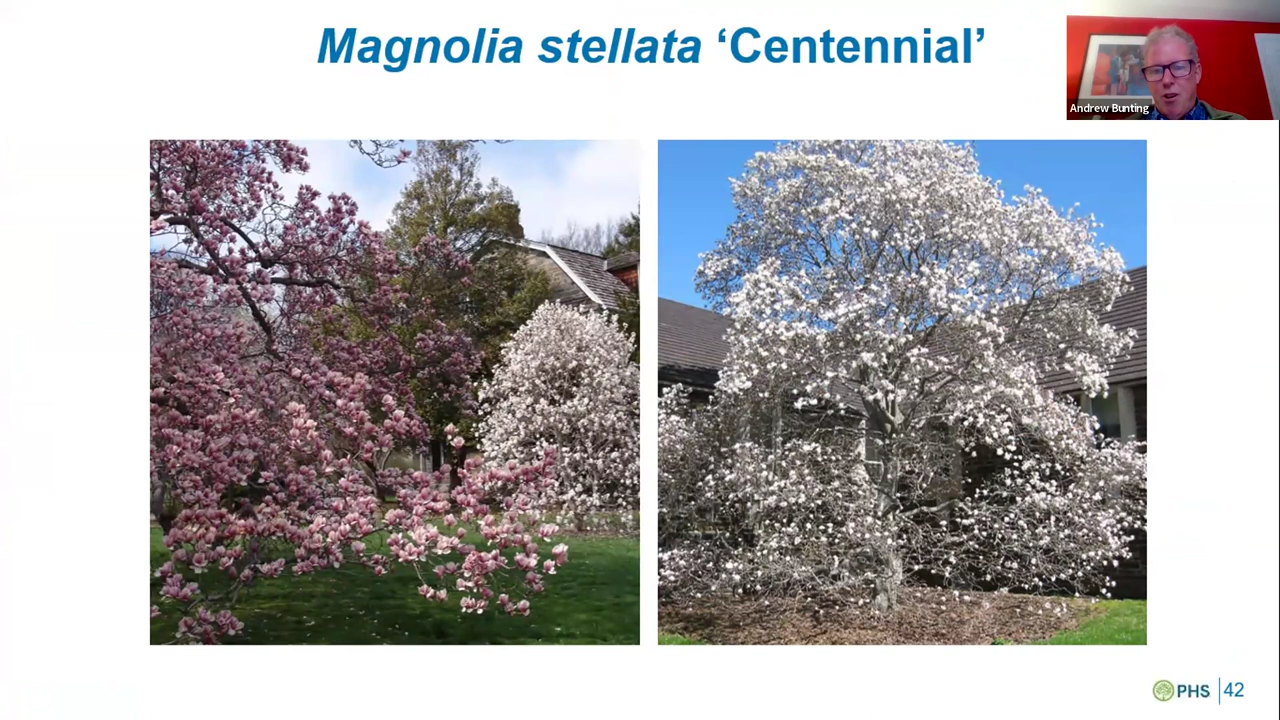 Magnolia stellata ‘Centennial’
Andrew Bunting
PHS 42